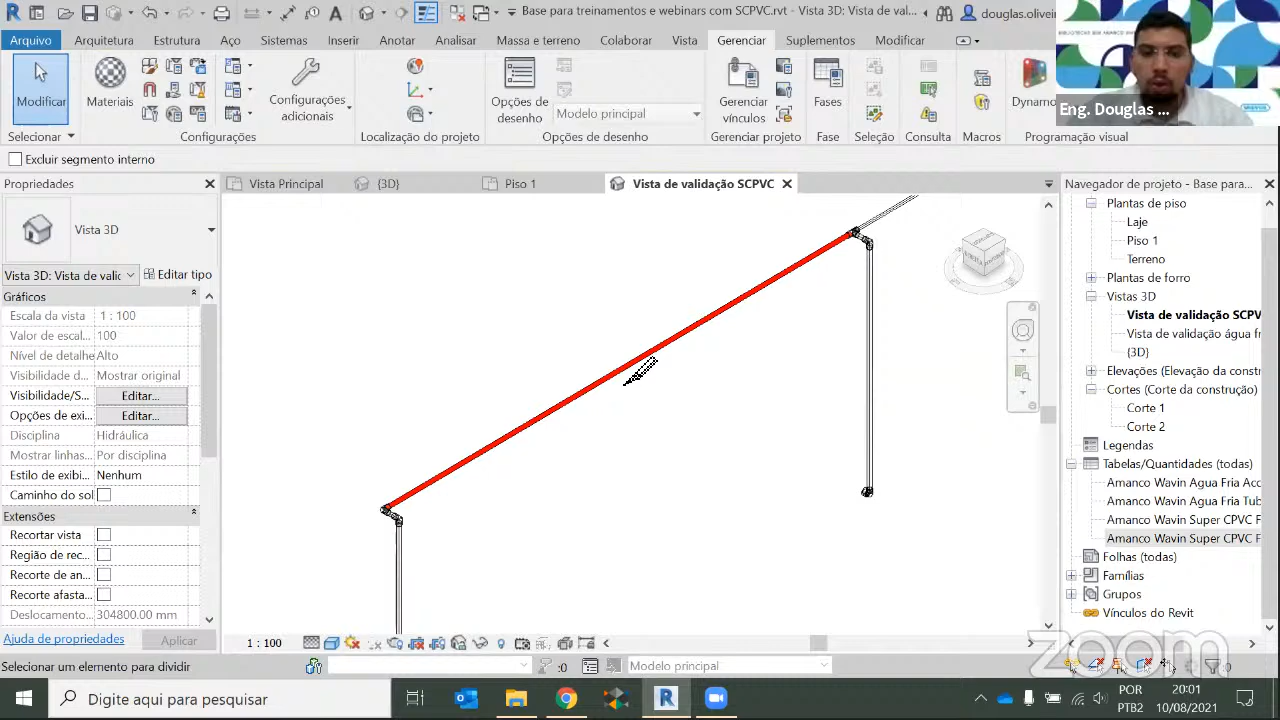 Base para treinamentos e webinars com SCPVC.rvt - Vista 3D: Vista de val...
douglas.oliveir
Arquivo
Arquitetura
Estrutura
Aço
Sistemas
Inseri
Análisar
Massa e
Colabora
Vista
Gerenciar
Suple
Modificar
Modificar
Materiais
Configurações adicionais
Opções de desenho
Modelo principal
Gerenciar vínculos
Fases
Dynamo
Eng. Douglas ...
Selecionar
Configurações
Localização do projeto
Opções de desenho
Gerenciar projeto
Fase
Seleção
Consulta
Macros
Programação visual
Excluir segmento interno
Propriedades
Vista Principal
{3D}
Piso 1
Vista de validação SCPVC
Navegador de projeto - Base para...
Vista 3D
Vista 3D: Vista de valic
Editar tipo
Gráficos
Escala da vista
1 : 100
Valor de escal...
100
Nível de detalhe
Alto
Visibilidade d...
Mostrar original
Visibilidade/S...
Editar...
Opções de exi...
Editar...
Disciplina
Hidráulica
Mostrar linhas...
Por disciplina
Estilo de exibi...
Nenhum
Caminho do sol
Extensões
Recortar vista
Região de rec...
Recorte de an...
Recorte afasta...
Deslocamento...
304800.00 mm
Ajuda de propriedades
Aplicar
Plantas de piso
Laje
Piso 1
Terreno
Plantas de forro
Vistas 3D
Vista de validação SCPV
Vista de validação água fr
{3D}
Elevações (Elevação da constr
Cortes (Corte da construção)
Corte 1
Corte 2
Legendas
Tabelas/Quantidades (todas)
Amanco Wavin Agua Fria Acc
Amanco Wavin Agua Fria Tub
Amanco Wavin Super CPVC F
Amanco Wavin Super CPVC F
Folhas (todas)
Famílias
Grupos
Vínculos do Revit
1 : 100
zoom
Selecionar um elemento para dividir
:0
Modelo principal
Digite aqui para pesquisar
POR
PTB2
20:01
10/08/2021